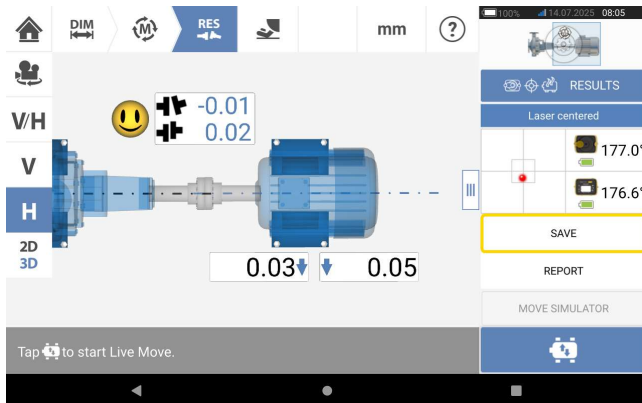 DIM
M
RES
mm
?
100% 14.07.2025 08:05
V/H
V
H
2D
3D
-0.01
0.02
0.03
0.05
RESULTS
Laser centered
177.0°
176.6°
SAVE
REPORT
MOVE SIMULATOR
Tap to start Live Move.